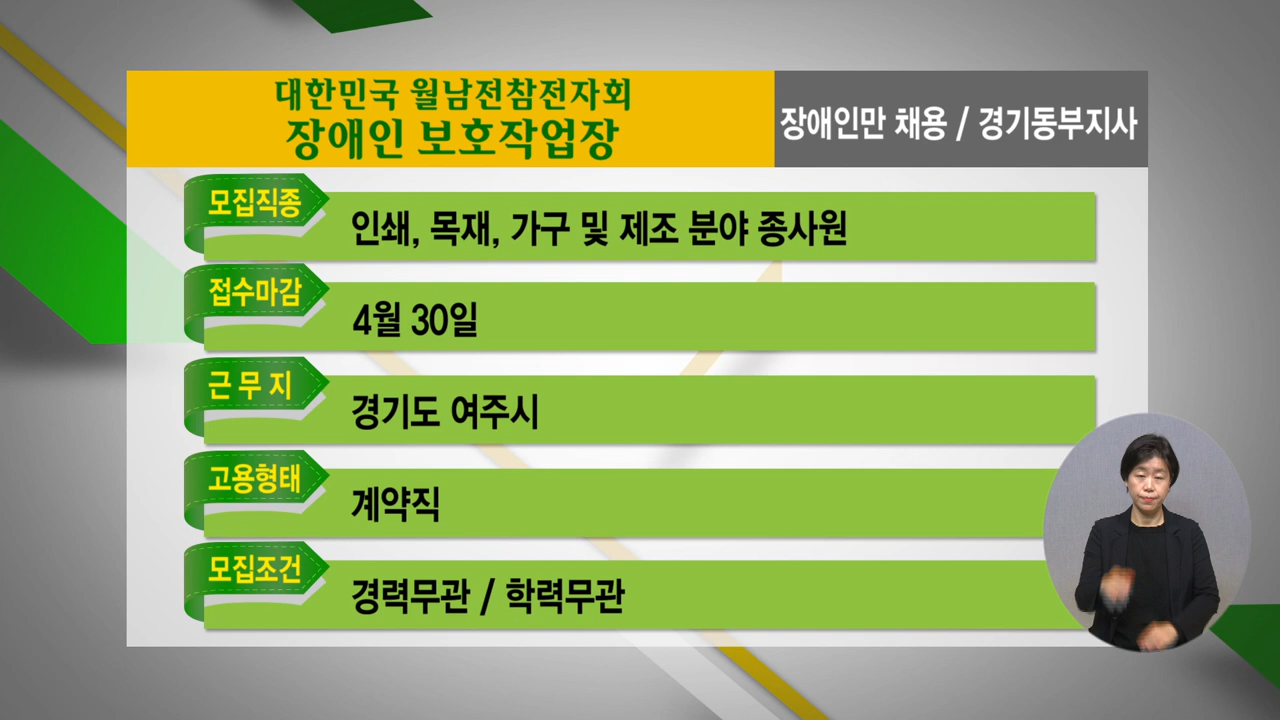 대한민국 월남전참전자회
장애인 보호작업장
장애인만 채용 / 경기동부지사
모집직종
인쇄, 목재, 가구 및 제조 분야 종사원
접수마감
4월 30일
근 무 지
경기도 여주시
고용형태
계약직
모집조건
경력무관 / 학력무관